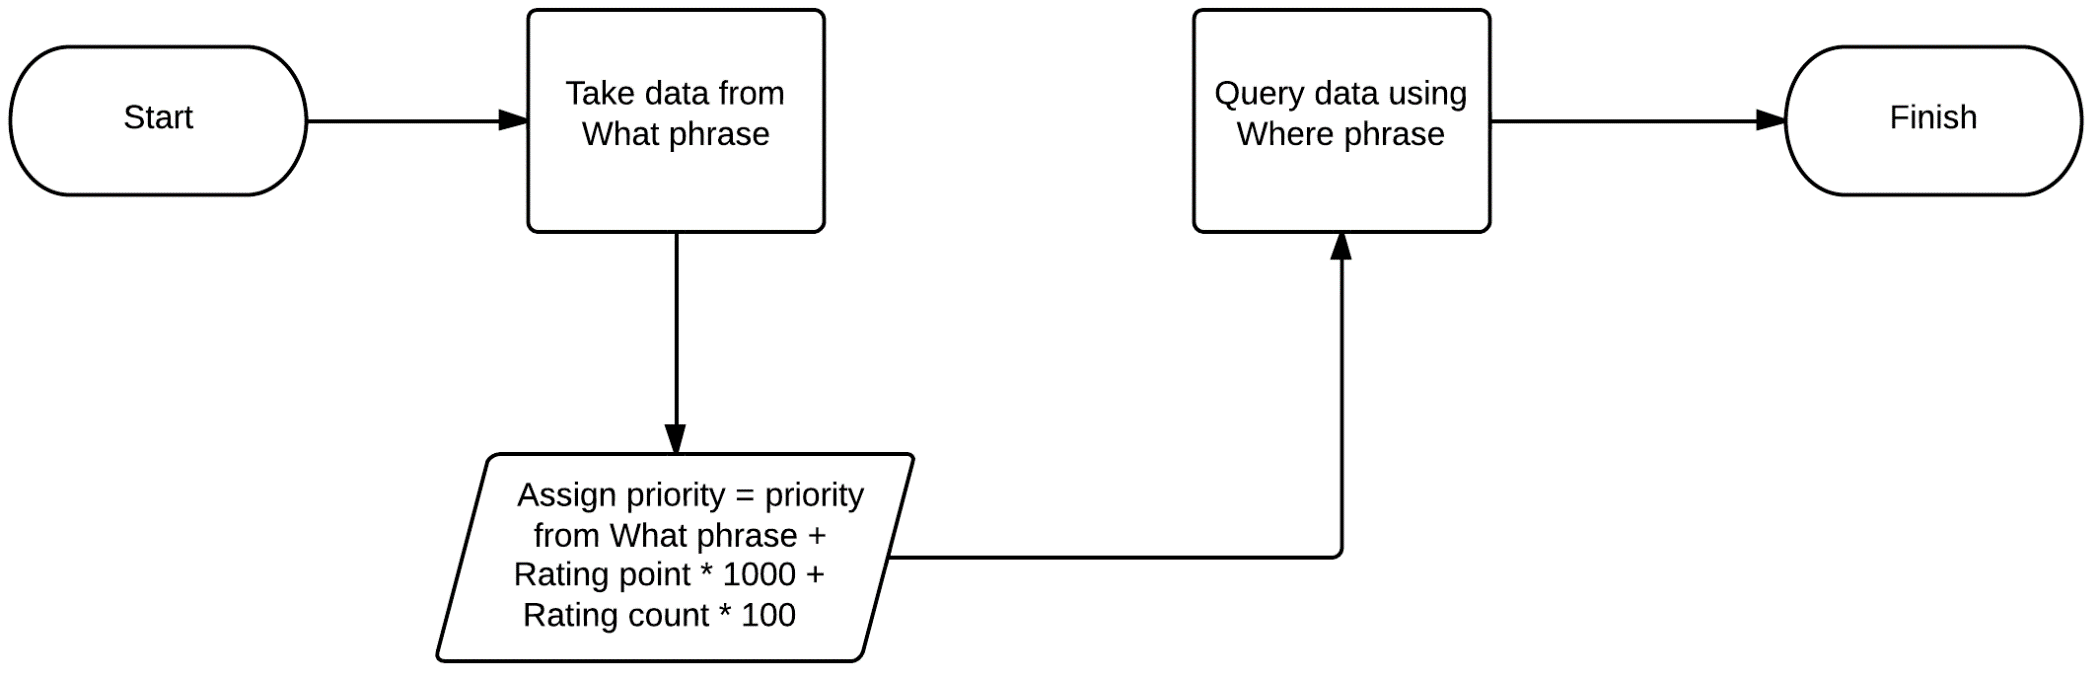 Start
Take data from
What phrase
Assign priority = priority
from What phrase +
Rating point * 1000 +
Rating count * 100
Query data using
Where phrase
Finish